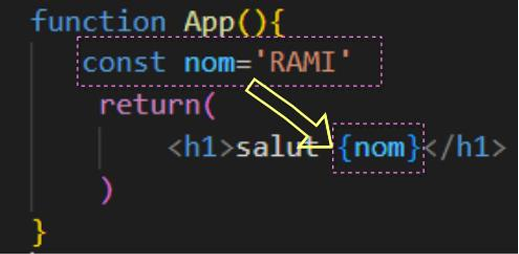 function App(){
const nom='RAMI'
return(
<h1>salut {nom}</h1>
)
}